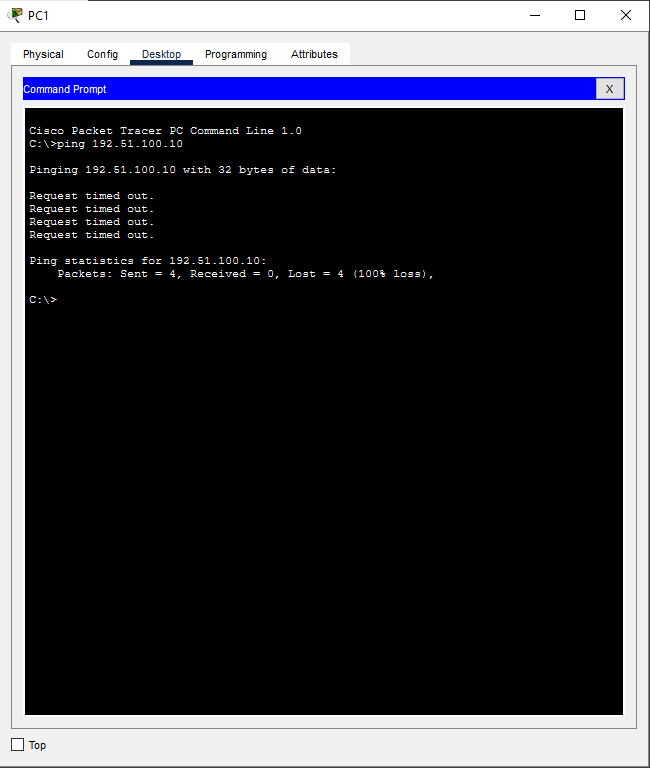 PC1
Physical Config Desktop Programming Attributes
Command Prompt X
Cisco Packet Tracer PC Command Line 1.0
C:\>ping 192.51.100.10
Pinging 192.51.100.10 with 32 bytes of data:
Request timed out.
Request timed out.
Request timed out.
Request timed out.
Ping statistics for 192.51.100.10:
    Packets: Sent = 4, Received = 0, Lost = 4 (100% loss),
C:\>
Top